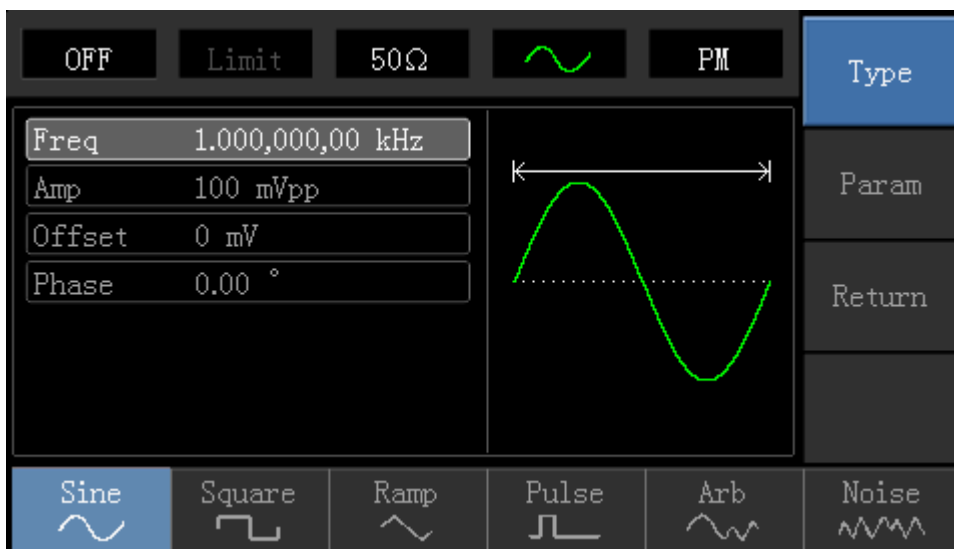 OFF Limit 50Ω PM
Type
Freq 1.000,000,00 kHz
Amp 100 mVpp
Param
Offset 0 mV
Phase 0.00 °
Return
Sine Square Ramp Pulse Arb Noise